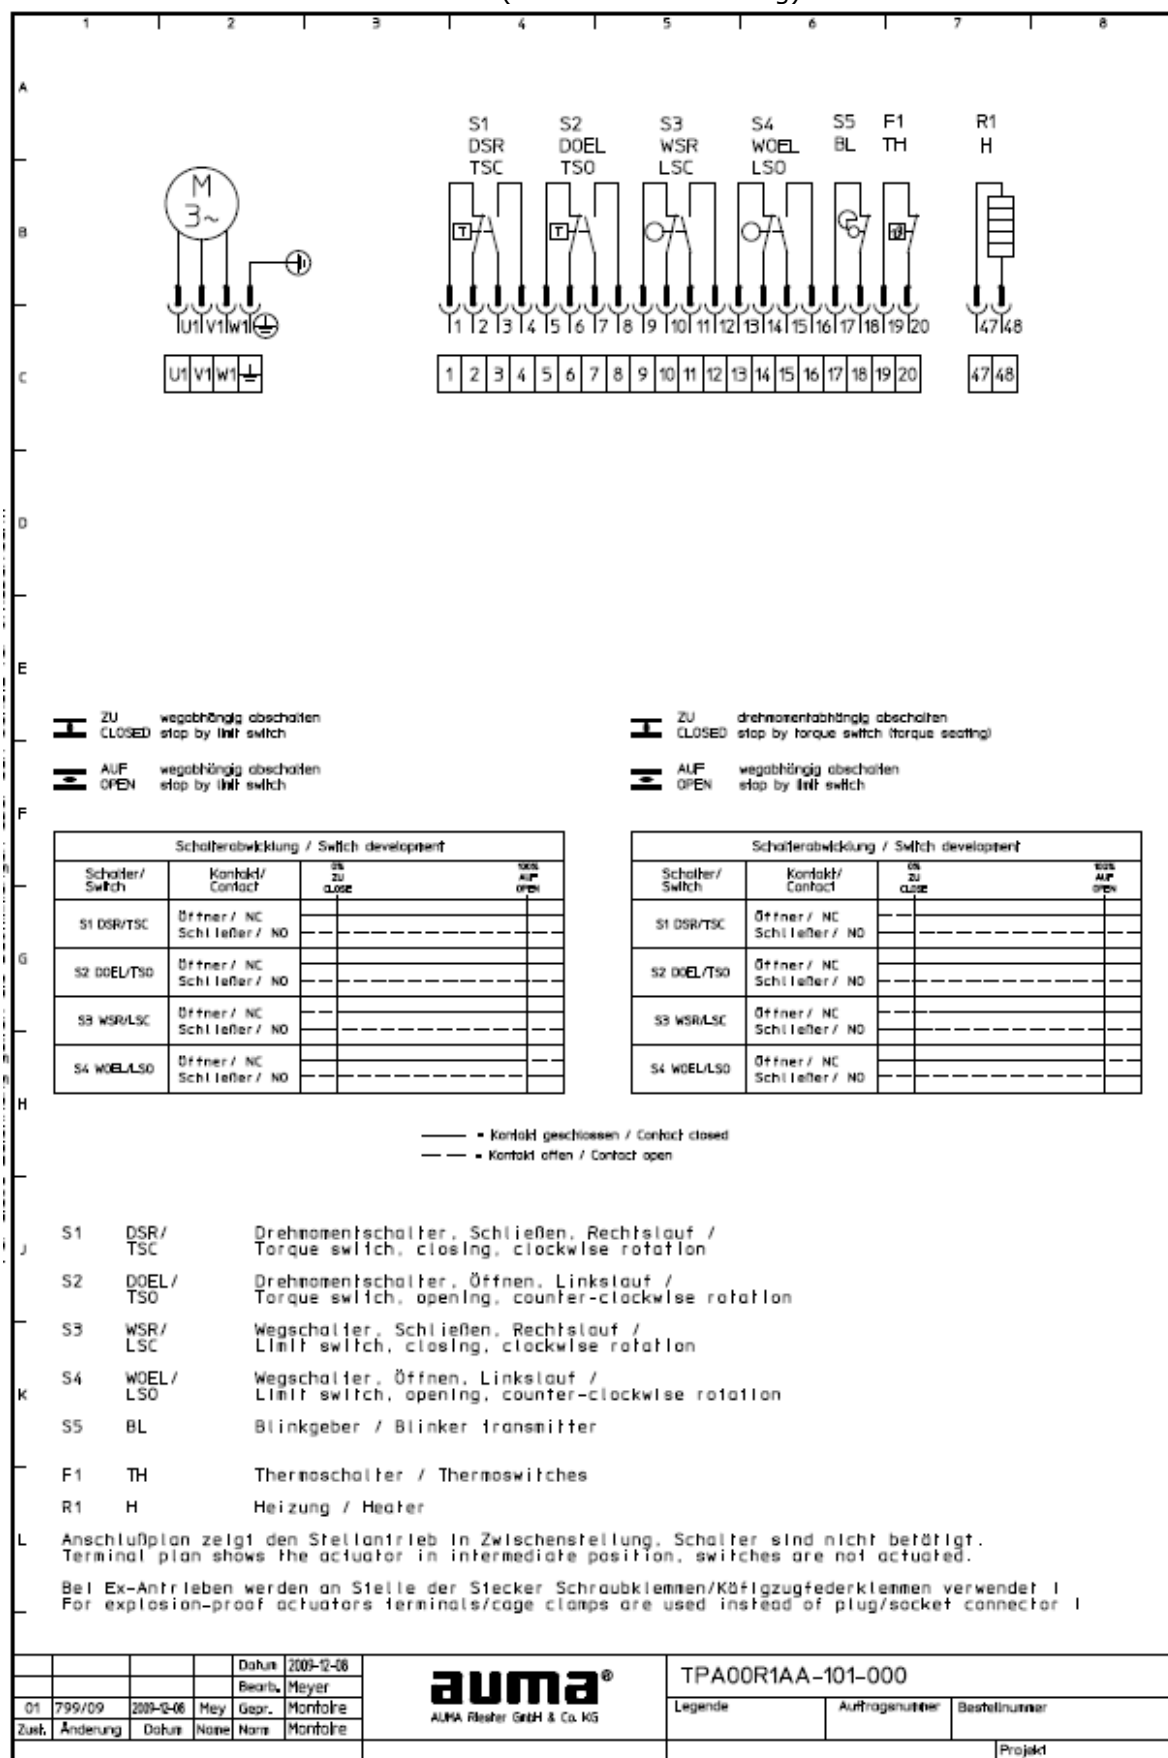 1 2 3 4 5 6 7 8
A
S1 S2 S3 S4 S5 F1 R1
DSR DOEL WSR WOEL BL TH H
TSC TSO LSC LSO
M
3~
B
T T
U1 V1 W1 1 2 3 4 5 6 7 8 9 10 11 12 13 14 15 16 17 18 19 20 47 48
C
U1 V1 W1 1 2 3 4 5 6 7 8 9 10 11 12 13 14 15 16 17 18 19 20 47 48
D
E
ZU wegabhängig abschalten
CLOSED stop by limit switch
ZU drehmomentabhängig abschalten
CLOSED stop by torque switch (torque seating)
AUF wegabhängig abschalten
OPEN stop by limit switch
AUF wegabhängig abschalten
OPEN stop by limit switch
F
Schalterabwicklung / Switch development
Schalter/ Switch Kontakt/ Contact 0% ZU CLOSE 100% AUF OPEN
S1 DSR/TSC Öffner/ NC
Schließer/ NO
S2 DOEL/TSO Öffner/ NC
Schließer/ NO
S3 WSR/LSC Öffner/ NC
Schließer/ NO
S4 WOEL/LSO Öffner/ NC
Schließer/ NO
Schalterabwicklung / Switch development
Schalter/ Switch Kontakt/ Contact 0% ZU CLOSE 100% AUF OPEN
S1 DSR/TSC Öffner/ NC
Schließer/ NO
S2 DOEL/TSO Öffner/ NC
Schließer/ NO
S3 WSR/LSC Öffner/ NC
Schließer/ NO
S4 WOEL/LSO Öffner/ NC
Schließer/ NO
G
H
= Kontakt geschlossen / Contact closed
= Kontakt offen / Contact open
S1 DSR/ Drehmomentschalter, Schließen, Rechtslauf /
J TSC Torque switch, closing, clockwise rotation
S2 DOEL/ Drehmomentschalter, Öffnen, Linkslauf /
TSO Torque switch, opening, counter-clockwise rotation
S3 WSR/ Wegschalter, Schließen, Rechtslauf /
LSC Limit switch, closing, clockwise rotation
S4 WOEL/ Wegschalter, Öffnen, Linkslauf /
K LSO Limit switch, opening, counter-clockwise rotation
S5 BL Blinkgeber / Blinker transmitter
F1 TH Thermoschalter / Thermoswitches
R1 H Heizung / Heater
L Anschlußplan zeigt den Stellantrieb in Zwischenstellung. Schalter sind nicht betätigt.
Terminal plan shows the actuator in intermediate position, switches are not actuated.
Bei Ex-Antrieben werden an Stelle der Stecker Schraubklemmen/Käfigzugfederklemmen verwendet !
For explosion-proof actuators terminals/cage clamps are used instead of plug/socket connector !
Datum 2009-12-08
Bearb. Meyer
01 799/09 2009-12-08 Mey Gepr. Montoire
Zust. Änderung Datum Name Norm Montoire
auma®
AUMA Riester GmbH & Co. KG
TPA00R1AA-101-000
Legende Auftragsnummer Bestellnummer
Projekt